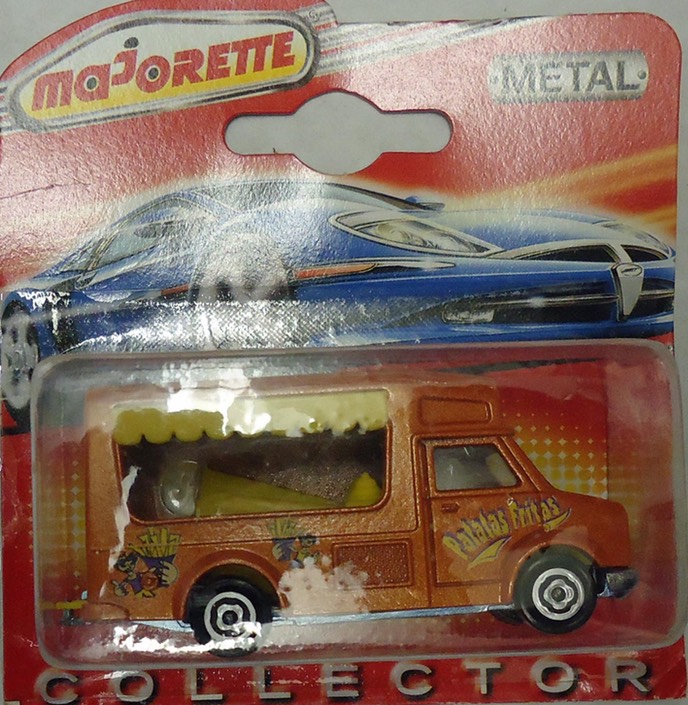 majORETTE
METAL
Patatas Fritas
COLLECTOR